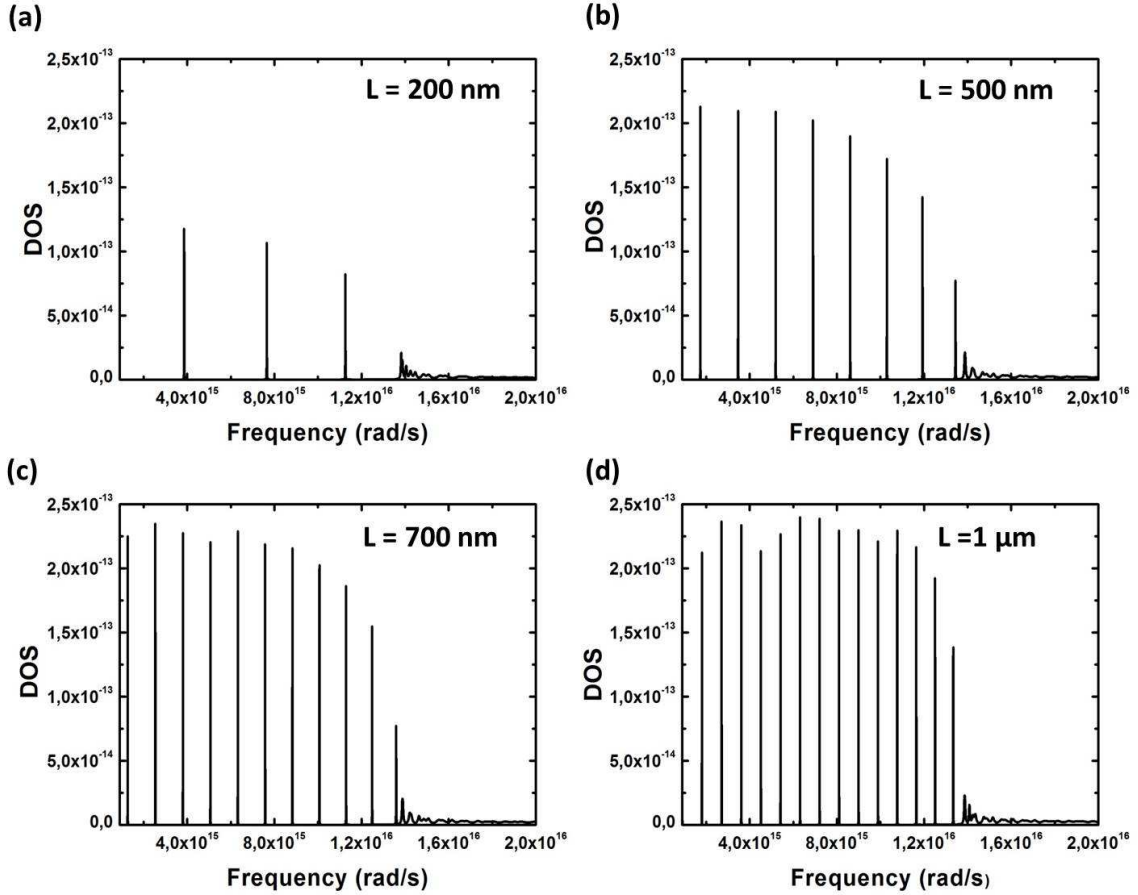 (a)
L = 200 nm
2,5x10⁻¹³
2,0x10⁻¹³
1,5x10⁻¹³
1,0x10⁻¹³
5,0x10⁻¹⁴
0,0
DOS
4,0x10¹⁵ 8,0x10¹⁵ 1,2x10¹⁶ 1,6x10¹⁶ 2,0x10¹⁶
Frequency (rad/s)
(b)
L = 500 nm
2,5x10⁻¹³
2,0x10⁻¹³
1,5x10⁻¹³
1,0x10⁻¹³
5,0x10⁻¹⁴
0,0
DOS
4,0x10¹⁵ 8,0x10¹⁵ 1,2x10¹⁶ 1,6x10¹⁶ 2,0x10¹⁶
Frequency (rad/s)
(c)
L = 700 nm
2,5x10⁻¹³
2,0x10⁻¹³
1,5x10⁻¹³
1,0x10⁻¹³
5,0x10⁻¹⁴
0,0
DOS
4,0x10¹⁵ 8,0x10¹⁵ 1,2x10¹⁶ 1,6x10¹⁶ 2,0x10¹⁶
Frequency (rad/s)
(d)
L =1 μm
2,5x10⁻¹³
2,0x10⁻¹³
1,5x10⁻¹³
1,0x10⁻¹³
5,0x10⁻¹⁴
0,0
DOS
4,0x10¹⁵ 8,0x10¹⁵ 1,2x10¹⁶ 1,6x10¹⁶ 2,0x10¹⁶
Frequency (rad/s)